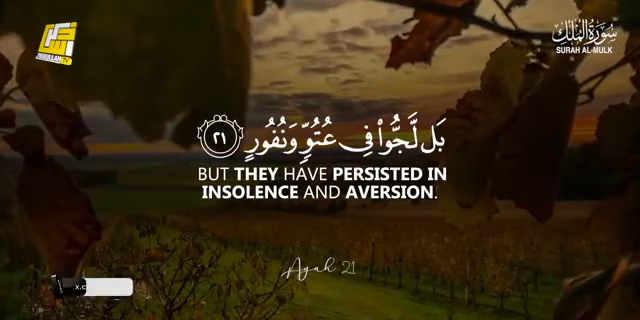 سُورَةُ المُلْكِ
SURAH AL-MULK
بَل لَّجُّوا۟ فِى عُتُوٍّ وَنُفُورٍ ٢١
BUT THEY HAVE PERSISTED IN
INSOLENCE AND AVERSION.
Ayah 21